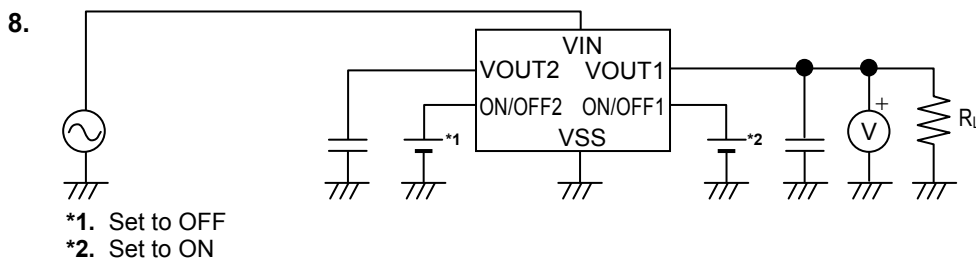 8.
VIN
VOUT2 VOUT1
ON/OFF2 ON/OFF1
*1 *2
VSS
+
V
RL
*1. Set to OFF
*2. Set to ON